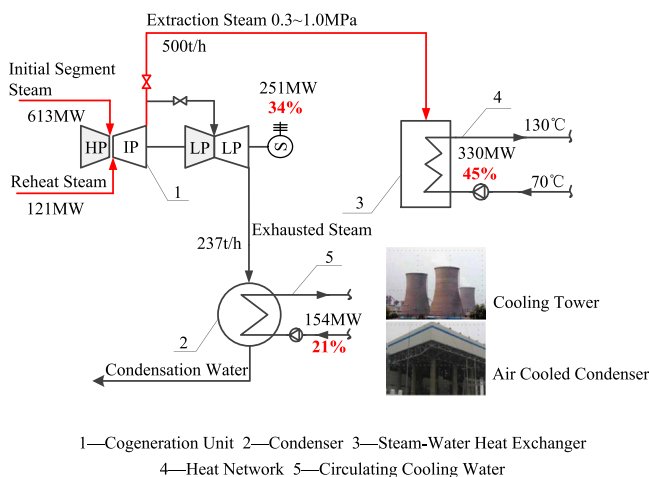 Extraction Steam 0.3~1.0MPa
500t/h
Initial Segment
Steam
613MW
251MW
34%
4
130℃
HP
IP
LP
LP
S
330MW
45%
70℃
Reheat Steam
121MW
1
3
237t/h
Exhausted Steam
5
154MW
21%
2
Condensation Water
Cooling Tower
Air Cooled Condenser
1—Cogeneration Unit 2—Condenser 3—Steam-Water Heat Exchanger
4—Heat Network 5—Circulating Cooling Water